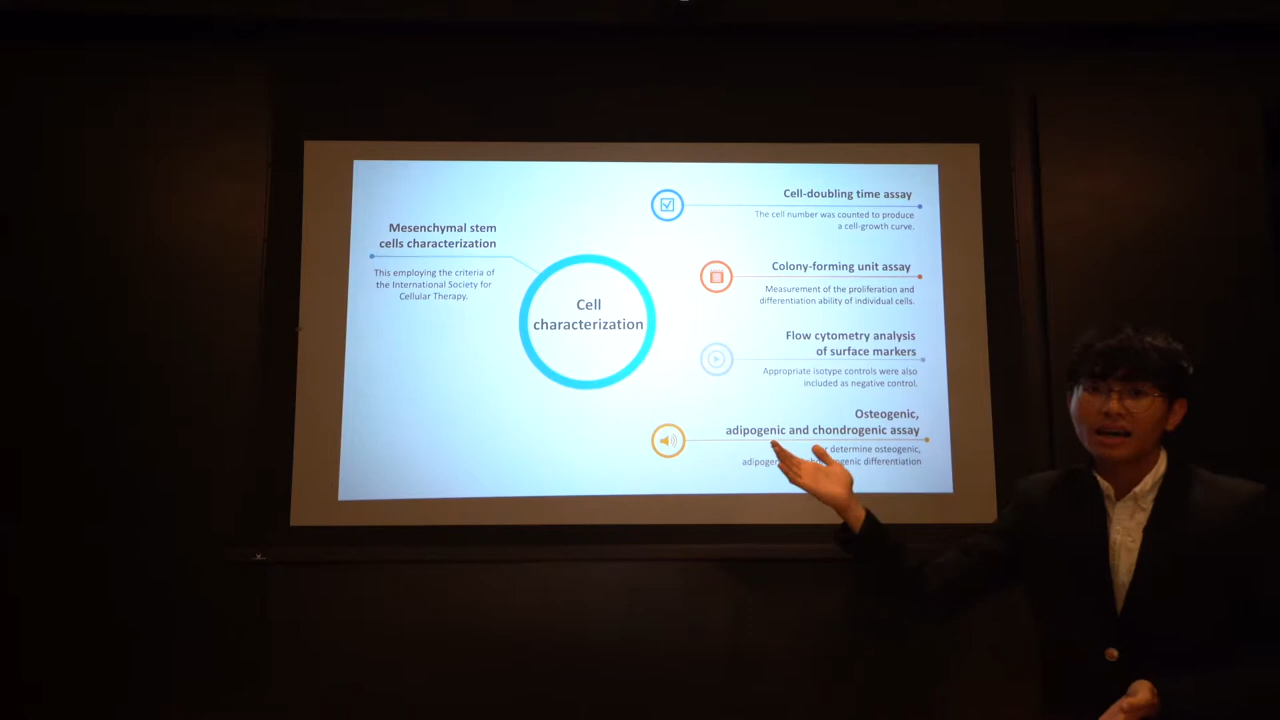 Mesenchymal stem
cells characterization
This employing the criteria of
the International Society for
Cellular Therapy.
Cell
characterization
Cell-doubling time assay
The cell number was counted to produce
a cell-growth curve.
Colony-forming unit assay
Measurement of the proliferation and
differentiation ability of individual cells.
Flow cytometry analysis
of surface markers
Appropriate isotype controls were also
included as negative control.
Osteogenic,
adipogenic and chondrogenic assay
determine osteogenic,
differentiation